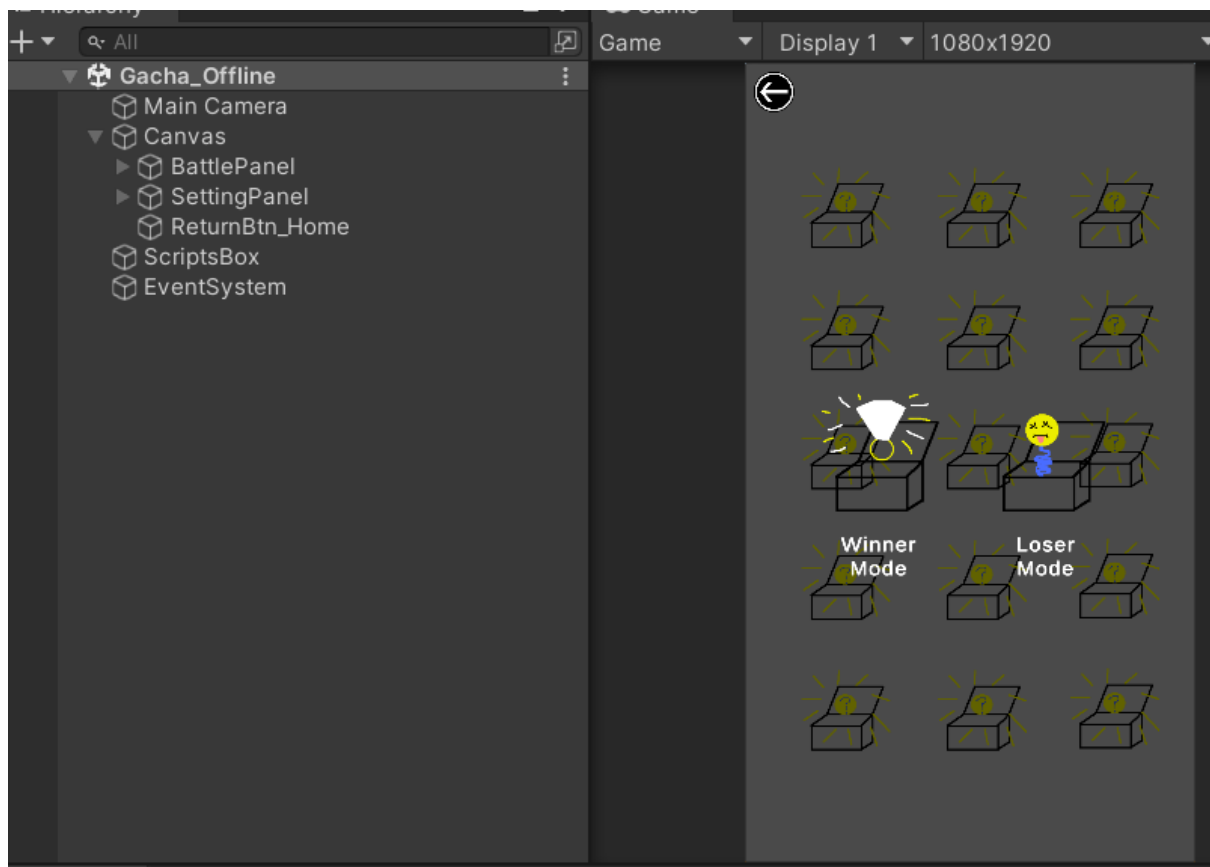 Hierarchy
Game
All
Game
Display 1
1080x1920
Gacha_Offline
Main Camera
Canvas
BattlePanel
SettingPanel
ReturnBtn_Home
ScriptsBox
EventSystem
?
?
?
?
?
?
?
?
?
Winner
Mode
Loser
Mode
?
?
?
?
?
?